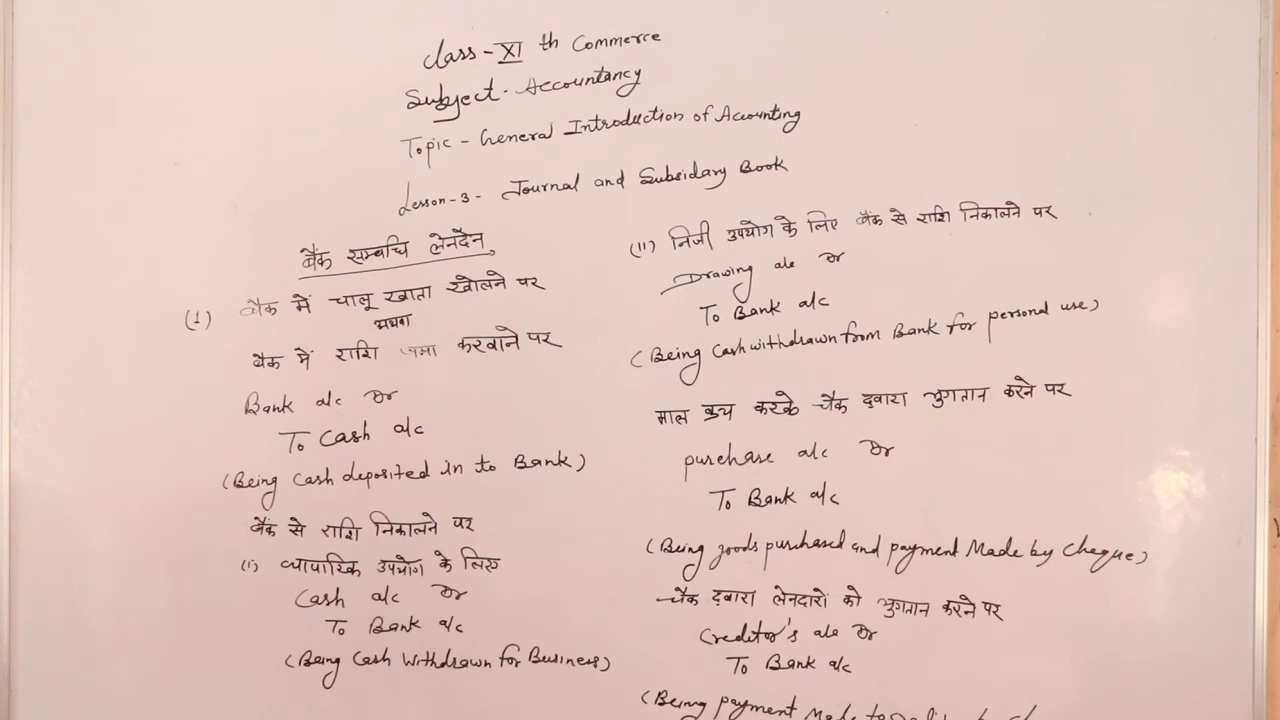 Class - XI th Commerce
Subject - Accountancy
Topic - General Introduction of Accounting
Lesson-3- Journal and Subsidary Book
बैंक सम्बधि लेनदेन
(1) बैंक में चालू खाता खोलने पर
अथवा
बैंक में राशि जमा करवाने पर
Bank a/c Dr
To Cash a/c
(Being Cash deposited in to Bank)
बैंक से राशि निकालने पर
(i) व्यापारिक उपयोग के लिए
Cash a/c Dr
To Bank a/c
(Being Cash Withdrawn for Business)
(II) निजी उपयोग के लिए बैंक से राशि निकालने पर
Drawing a/c Dr
To Bank a/c
(Being Cash withdrawn from Bank for personal use)
माल क्रय करके चैक द्वारा भुगतान करने पर
purchase a/c Dr
To Bank a/c
(Being goods purchased and payment Made by Cheque)
चैक द्वारा लेनदारों को भुगतान करने पर
Creditor's a/c Dr
To Bank a/c
(Being payment Made to